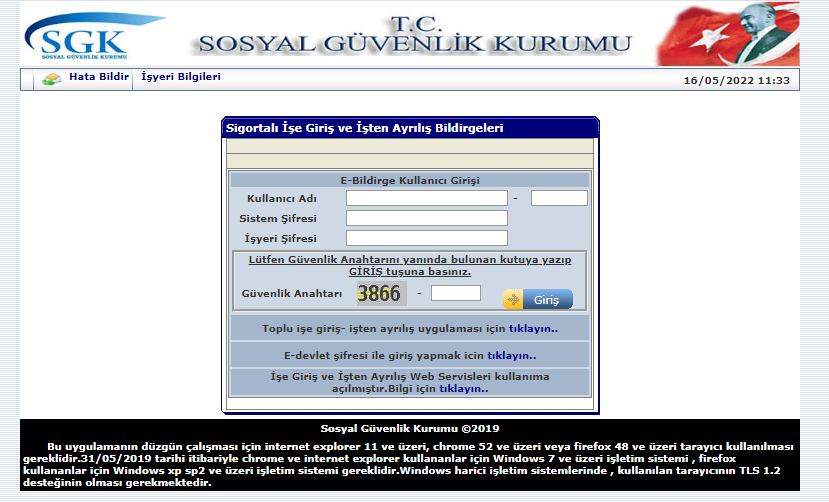 SGK
SOSYAL GÜVENLİK KURUMU
T.C.
SOSYAL GÜVENLİK KURUMU
Hata Bildir İşyeri Bilgileri
16/05/2022 11:33
Sigortalı İşe Giriş ve İşten Ayrılış Bildirgeleri
E-Bildirge Kullanıcı Girişi
Kullanıcı Adı -
Sistem Şifresi
İşyeri Şifresi
Lütfen Güvenlik Anahtarını yanında bulunan kutuya yazıp
GİRİŞ tuşuna basınız.
Güvenlik Anahtarı 3866 - Giriş
Toplu işe giriş- işten ayrılış uygulaması için tıklayın..
E-devlet şifresi ile giriş yapmak icin tıklayın..
İşe Giriş ve İşten Ayrılış Web Servisleri kullanıma
açılmıştır.Bilgi için tıklayın..
Sosyal Güvenlik Kurumu ©2019
Bu uygulamanın düzgün çalışması için internet explorer 11 ve üzeri, chrome 52 ve üzeri veya firefox 48 ve üzeri tarayıcı kullanılması
gereklidir.31/05/2019 tarihi itibariyle chrome ve internet explorer kullananlar için Windows 7 ve üzeri işletim sistemi , firefox
kullananlar için Windows xp sp2 ve üzeri işletim sistemi gereklidir.Windows harici işletim sistemlerinde , kullanılan tarayıcının TLS 1.2
desteğinin olması gerekmektedir.